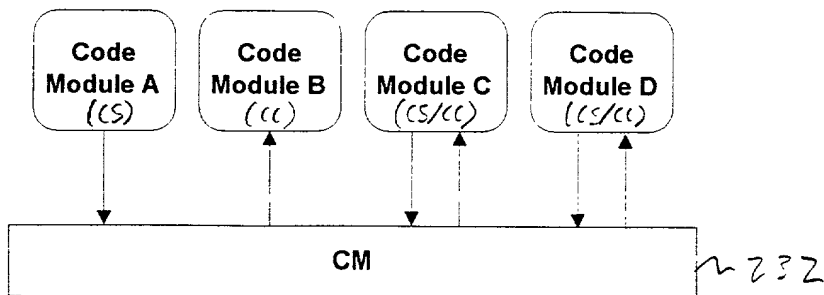 Code Module A
(CS)
Code Module B
(CC)
Code Module C
(CS/CC)
Code Module D
(CS/CC)
CM
232